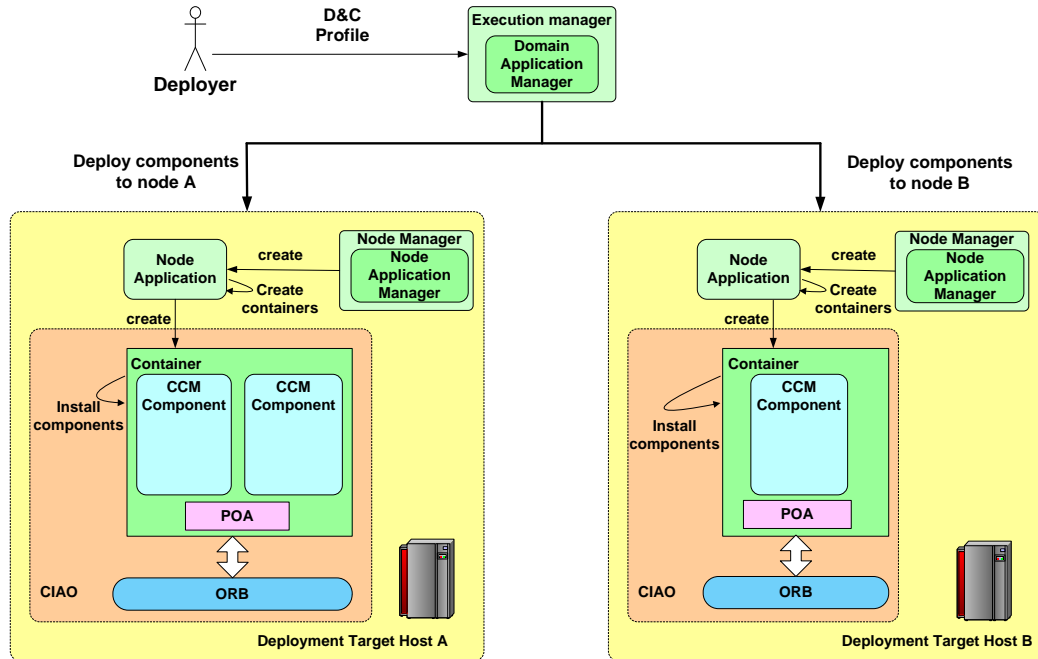 D&C
Profile
Deployer
Execution manager
Domain
Application
Manager
Deploy components
to node A
Deploy components
to node B
Node
Application
create
Node Manager
Node
Application
Manager
Create
containers
create
Container
CCM
Component
CCM
Component
Install
components
POA
CIAO
ORB
Deployment Target Host A
Node
Application
create
Node Manager
Node
Application
Manager
Create
containers
create
Container
CCM
Component
Install
components
POA
CIAO
ORB
Deployment Target Host B